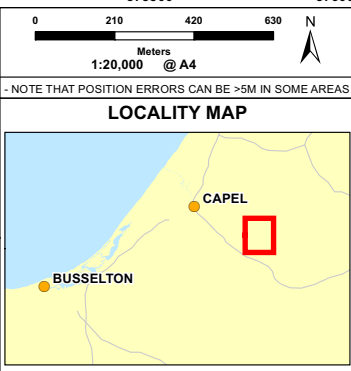 0 210 420 630 N
Meters
1:20,000 @ A4
- NOTE THAT POSITION ERRORS CAN BE >5M IN SOME AREAS
LOCALITY MAP
CAPEL
BUSSELTON